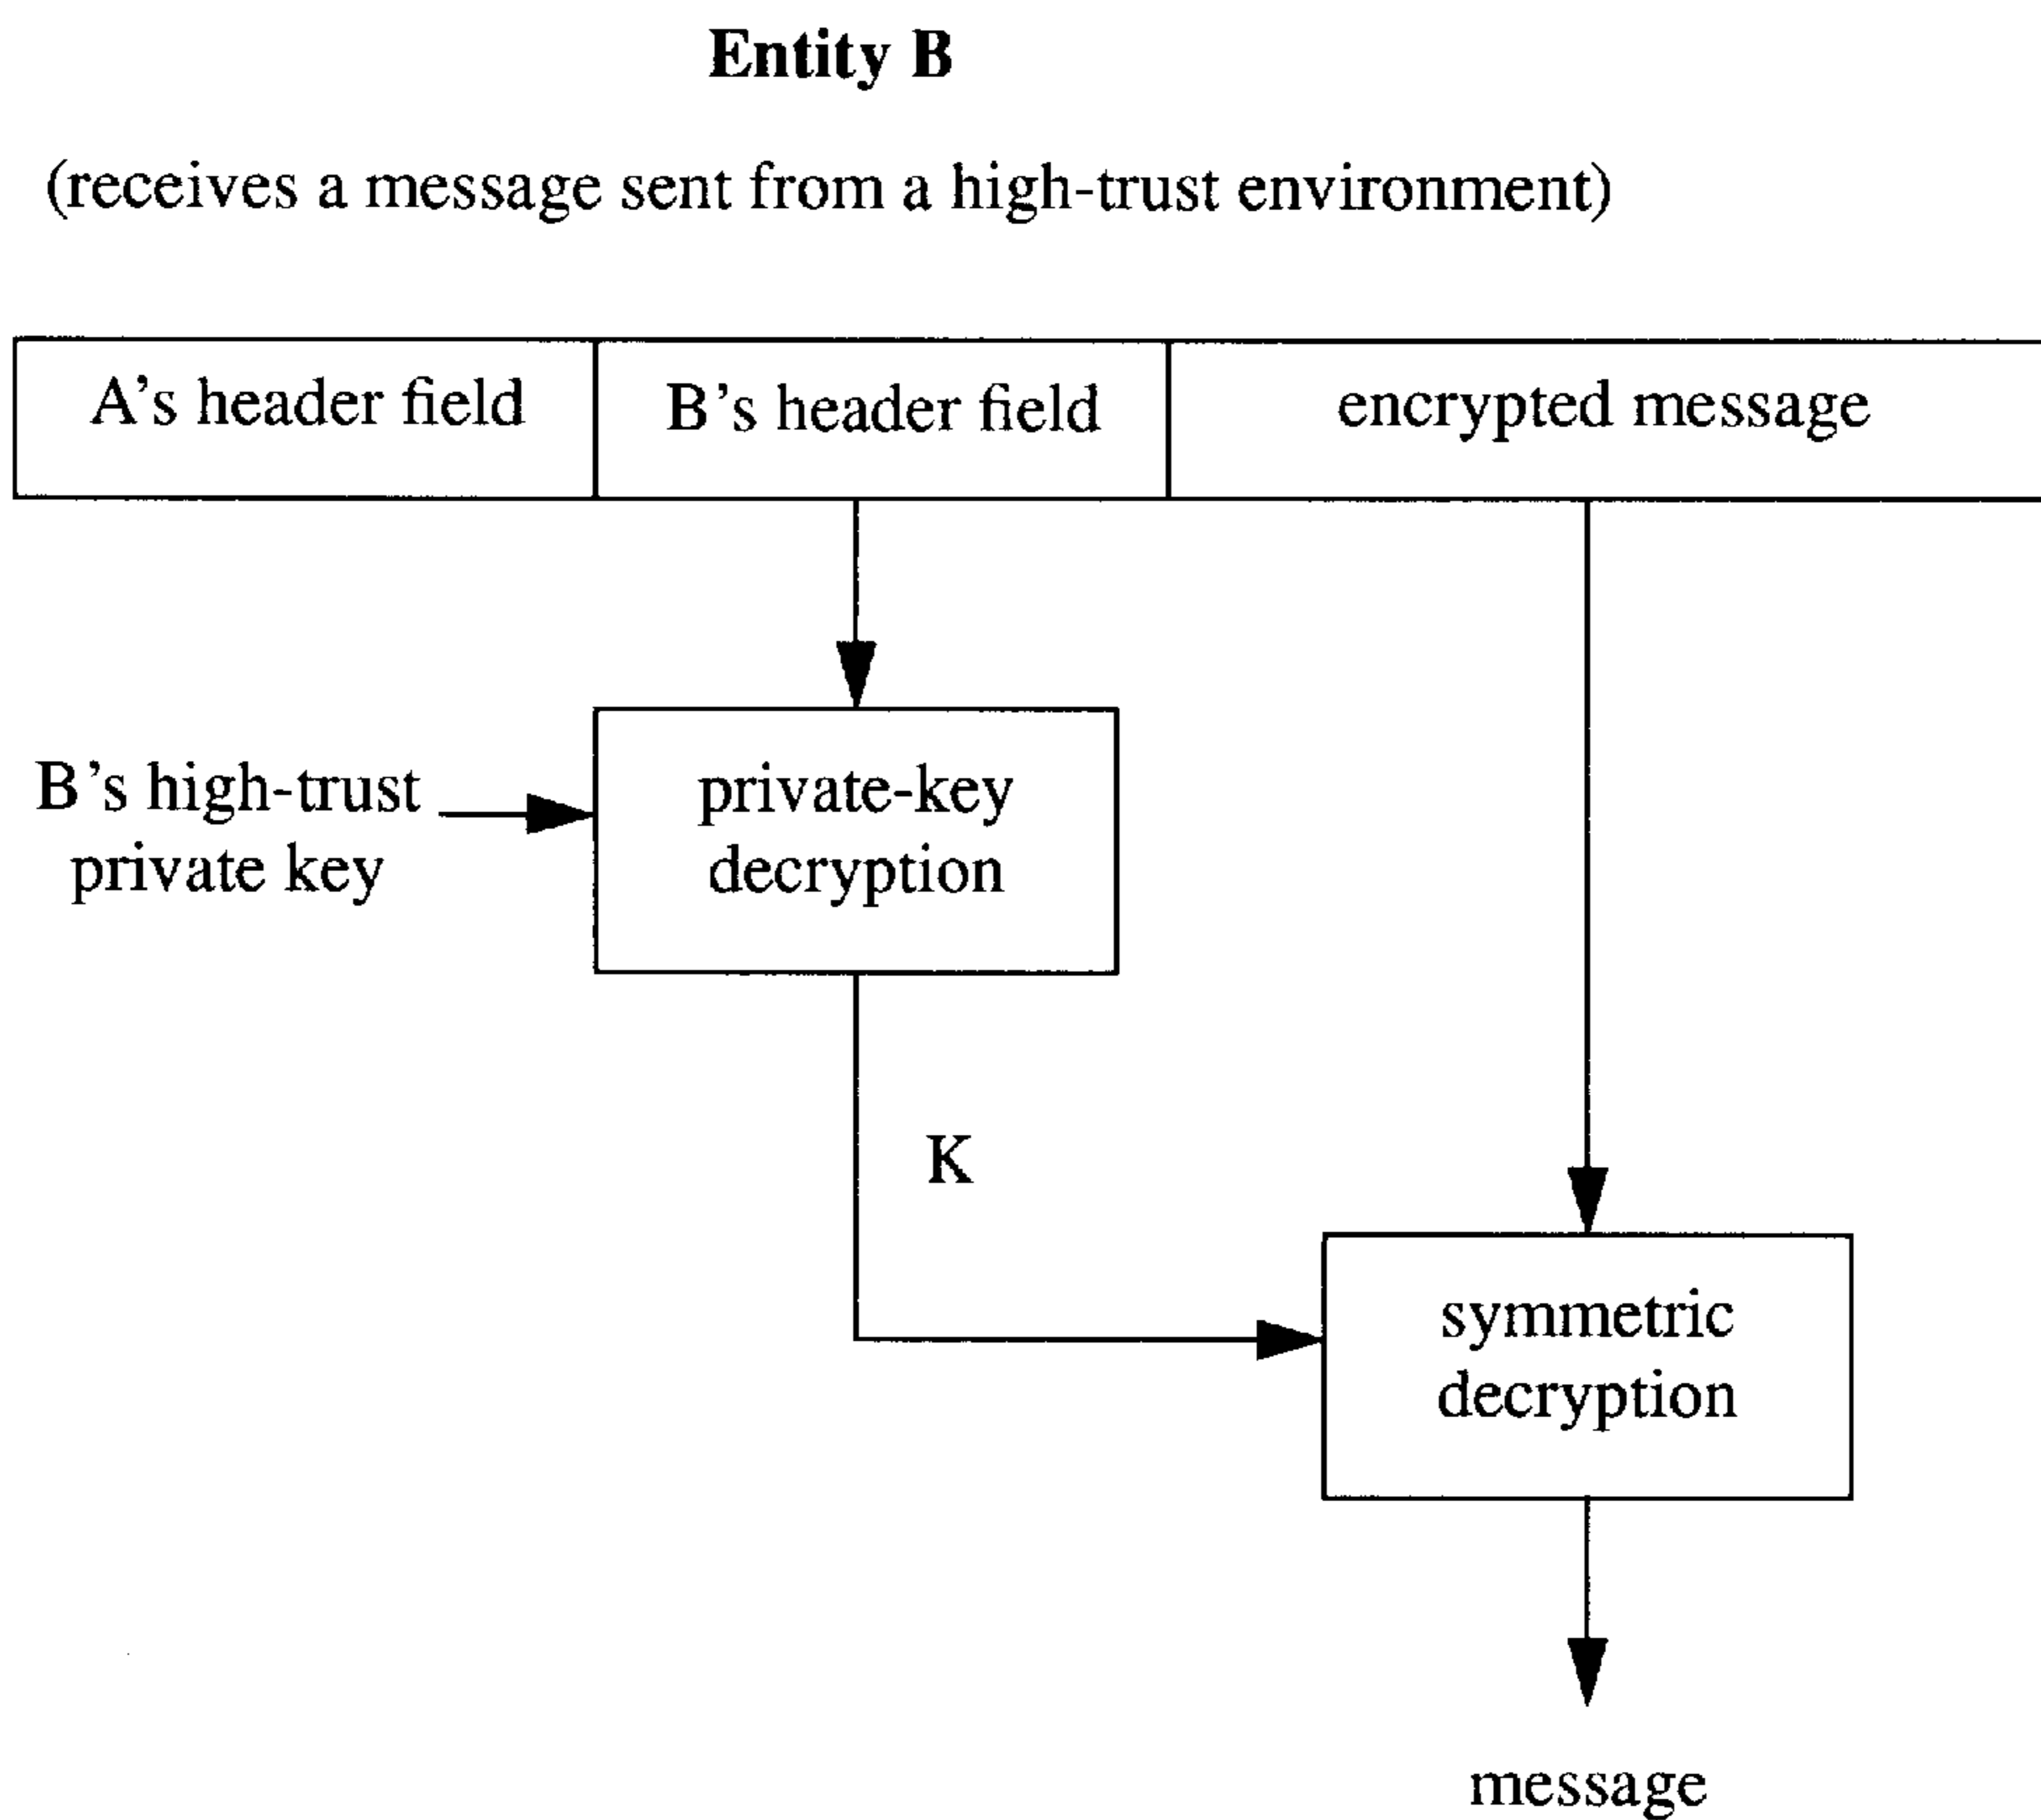 Entity B
(receives a message sent from a high-trust environment)
A's header field
B's header field
encrypted message
B's high-trust
private key
private-key
decryption
K
symmetric
decryption
message